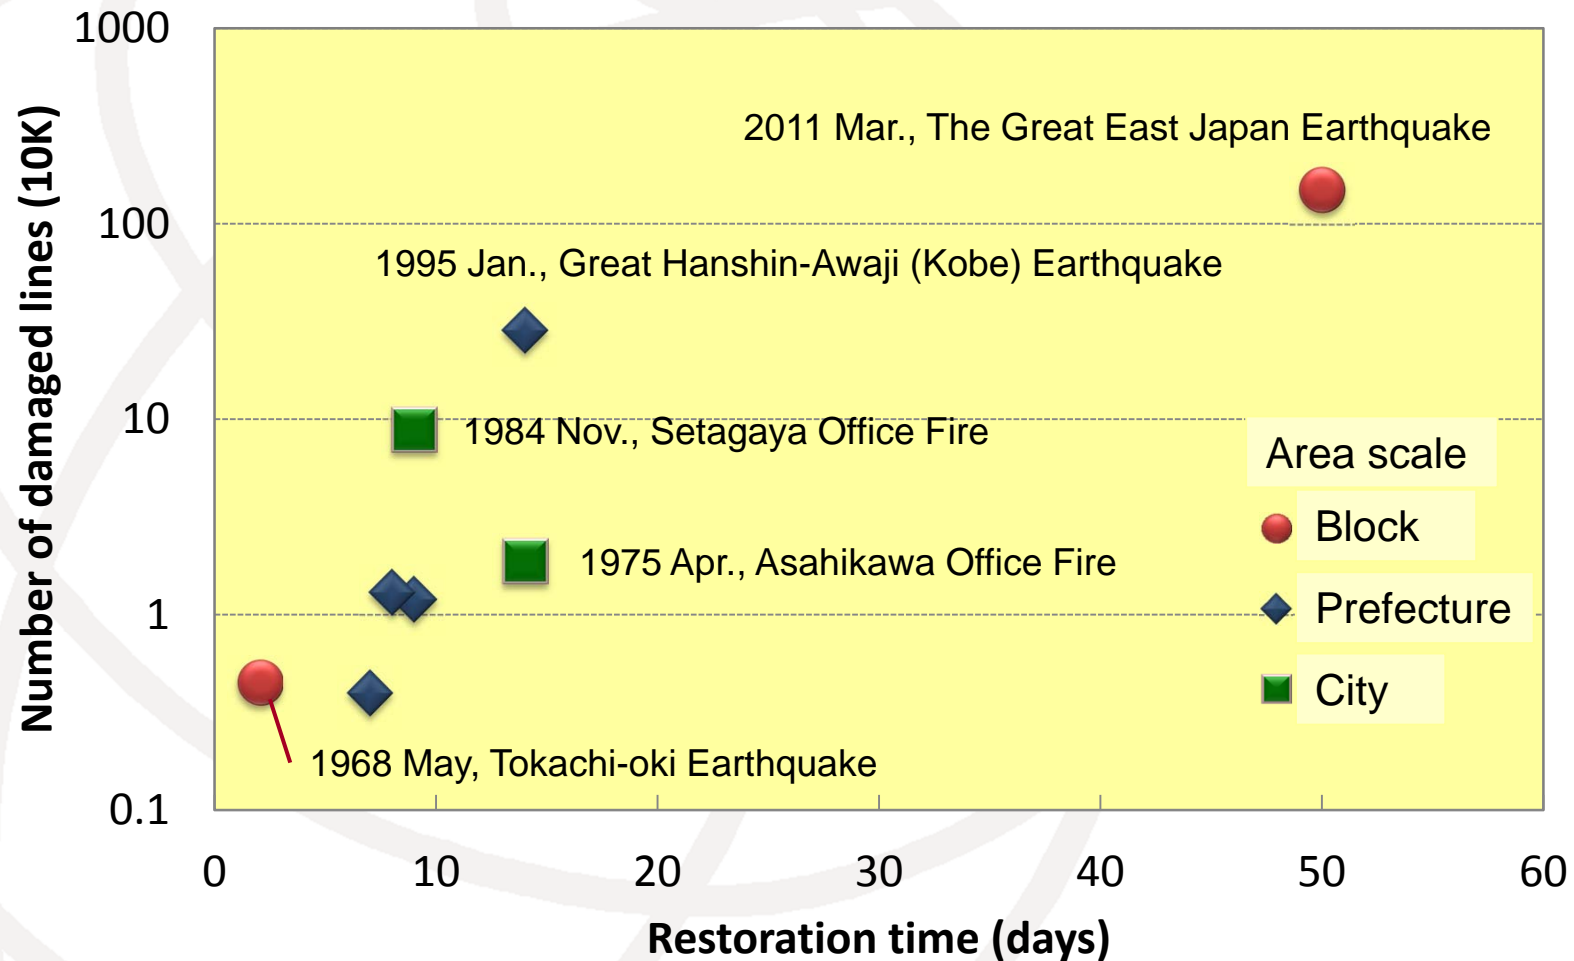 1000
2011 Mar., The Great East Japan Earthquake
100
1995 Jan., Great Hanshin-Awaji (Kobe) Earthquake
10
1984 Nov., Setagaya Office Fire
Area scale
Block
1975 Apr., Asahikawa Office Fire
1
Prefecture
City
1968 May, Tokachi-oki Earthquake
0.1
0 10 20 30 40 50 60
Restoration time (days)
Number of damaged lines (10K)